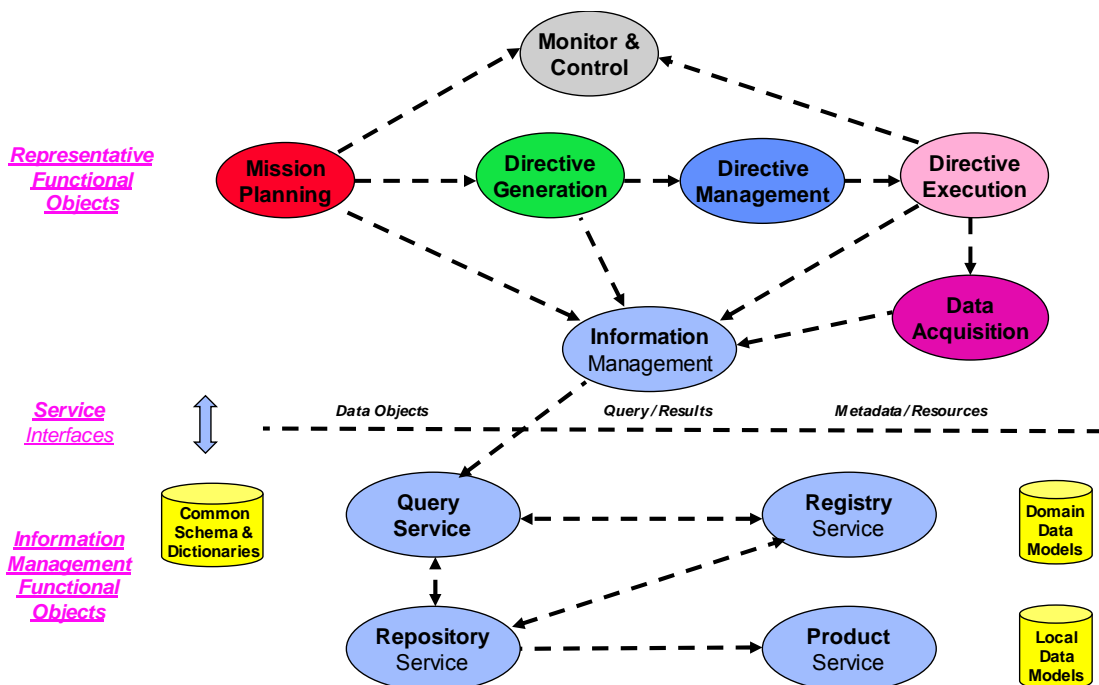 Monitor &
Control
Representative
Functional
Objects
Mission
Planning
Directive
Generation
Directive
Management
Directive
Execution
Information
Management
Data
Acquisition
Service
Interfaces
Data Objects
Query / Results
Metadata / Resources
Common
Schema &
Dictionaries
Query
Service
Registry
Service
Domain
Data
Models
Information
Management
Functional
Objects
Repository
Service
Product
Service
Local
Data
Models